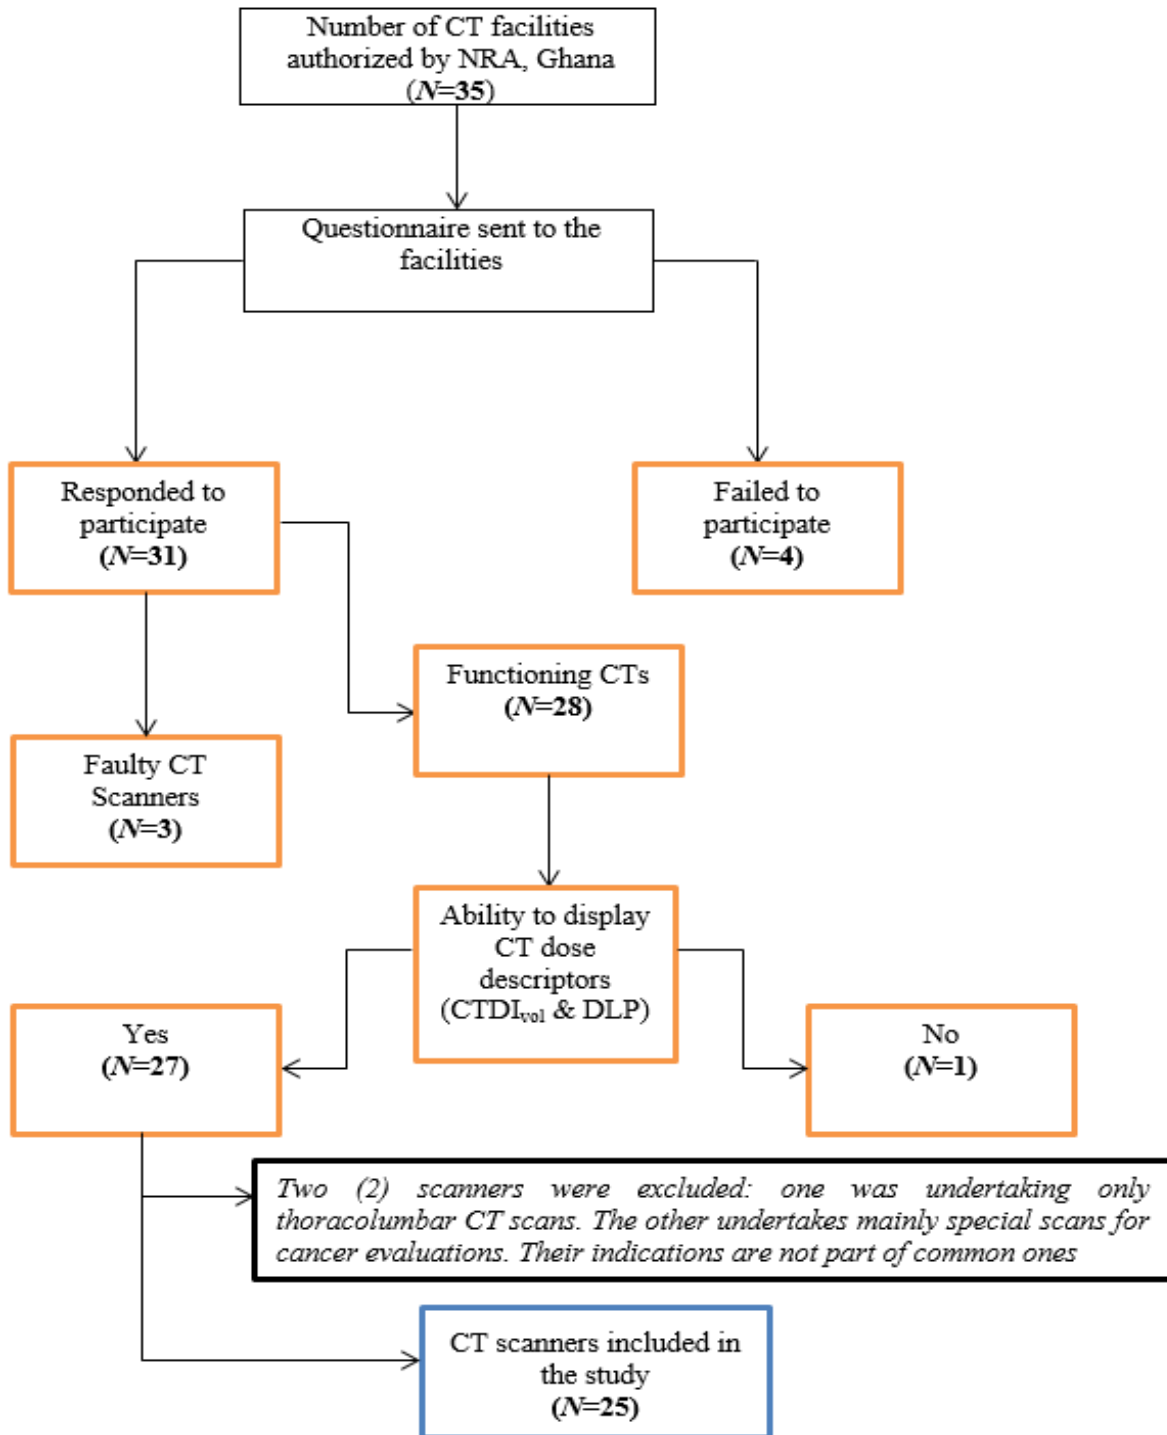 Number of CT facilities
authorized by NRA, Ghana
(N=35)
Questionnaire sent to the
facilities
Responded to
participate
(N=31)
Failed to
participate
(N=4)
Functioning CTs
(N=28)
Faulty CT
Scanners
(N=3)
Ability to display
CT dose
descriptors
(CTDIvol & DLP)
Yes
(N=27)
No
(N=1)
Two (2) scanners were excluded: one was undertaking only
thoracolumbar CT scans. The other undertakes mainly special scans for
cancer evaluations. Their indications are not part of common ones
CT scanners included in
the study
(N=25)